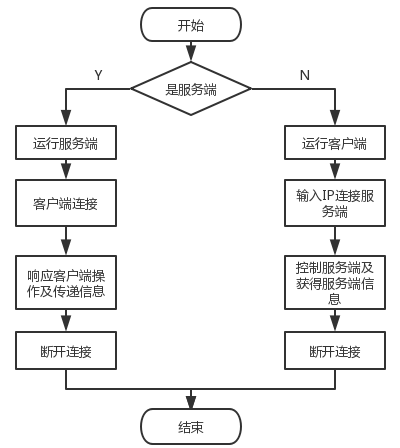 开始
是服务端
Y
N
运行服务端
客户端连接
响应客户端操
作及传递信息
断开连接
运行客户端
输入IP连接服
务端
控制服务端及
获得服务端信
息
断开连接
结束